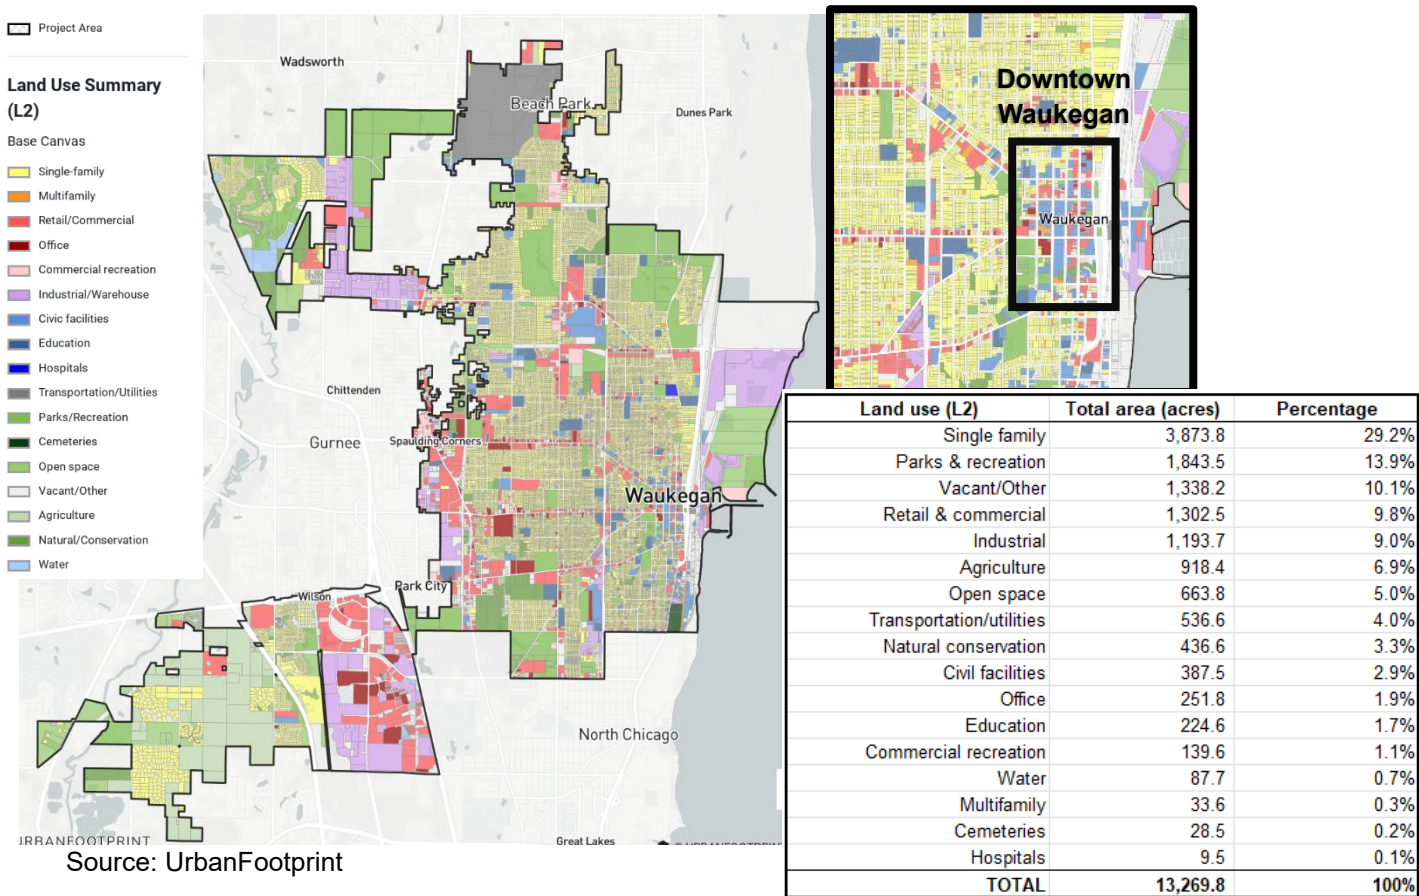 Project Area
Land Use Summary
(L2)
Base Canvas
Single-family
Multifamily
Retail/Commercial
Office
Commercial recreation
Industrial/Warehouse
Civic facilities
Education
Hospitals
Transportation/Utilities
Parks/Recreation
Cemeteries
Open space
Vacant/Other
Agriculture
Natural/Conservation
Water
Wadsworth
Beach Park
Dunes Park
Chittenden
Gurnee
Spaulding Corners
Waukegan
Park City
Wilson
North Chicago
Great Lakes
URBANFOOTPRINT
© URBANFOOTPRINT
Source: UrbanFootprint
Downtown
Waukegan
Waukegan
Land use (L2) Total area (acres) Percentage
Single family 3,873.8 29.2%
Parks & recreation 1,843.5 13.9%
Vacant/Other 1,338.2 10.1%
Retail & commercial 1,302.5 9.8%
Industrial 1,193.7 9.0%
Agriculture 918.4 6.9%
Open space 663.8 5.0%
Transportation/utilities 536.6 4.0%
Natural conservation 436.6 3.3%
Civil facilities 387.5 2.9%
Office 251.8 1.9%
Education 224.6 1.7%
Commercial recreation 139.6 1.1%
Water 87.7 0.7%
Multifamily 33.6 0.3%
Cemeteries 28.5 0.2%
Hospitals 9.5 0.1%
TOTAL 13,269.8 100%